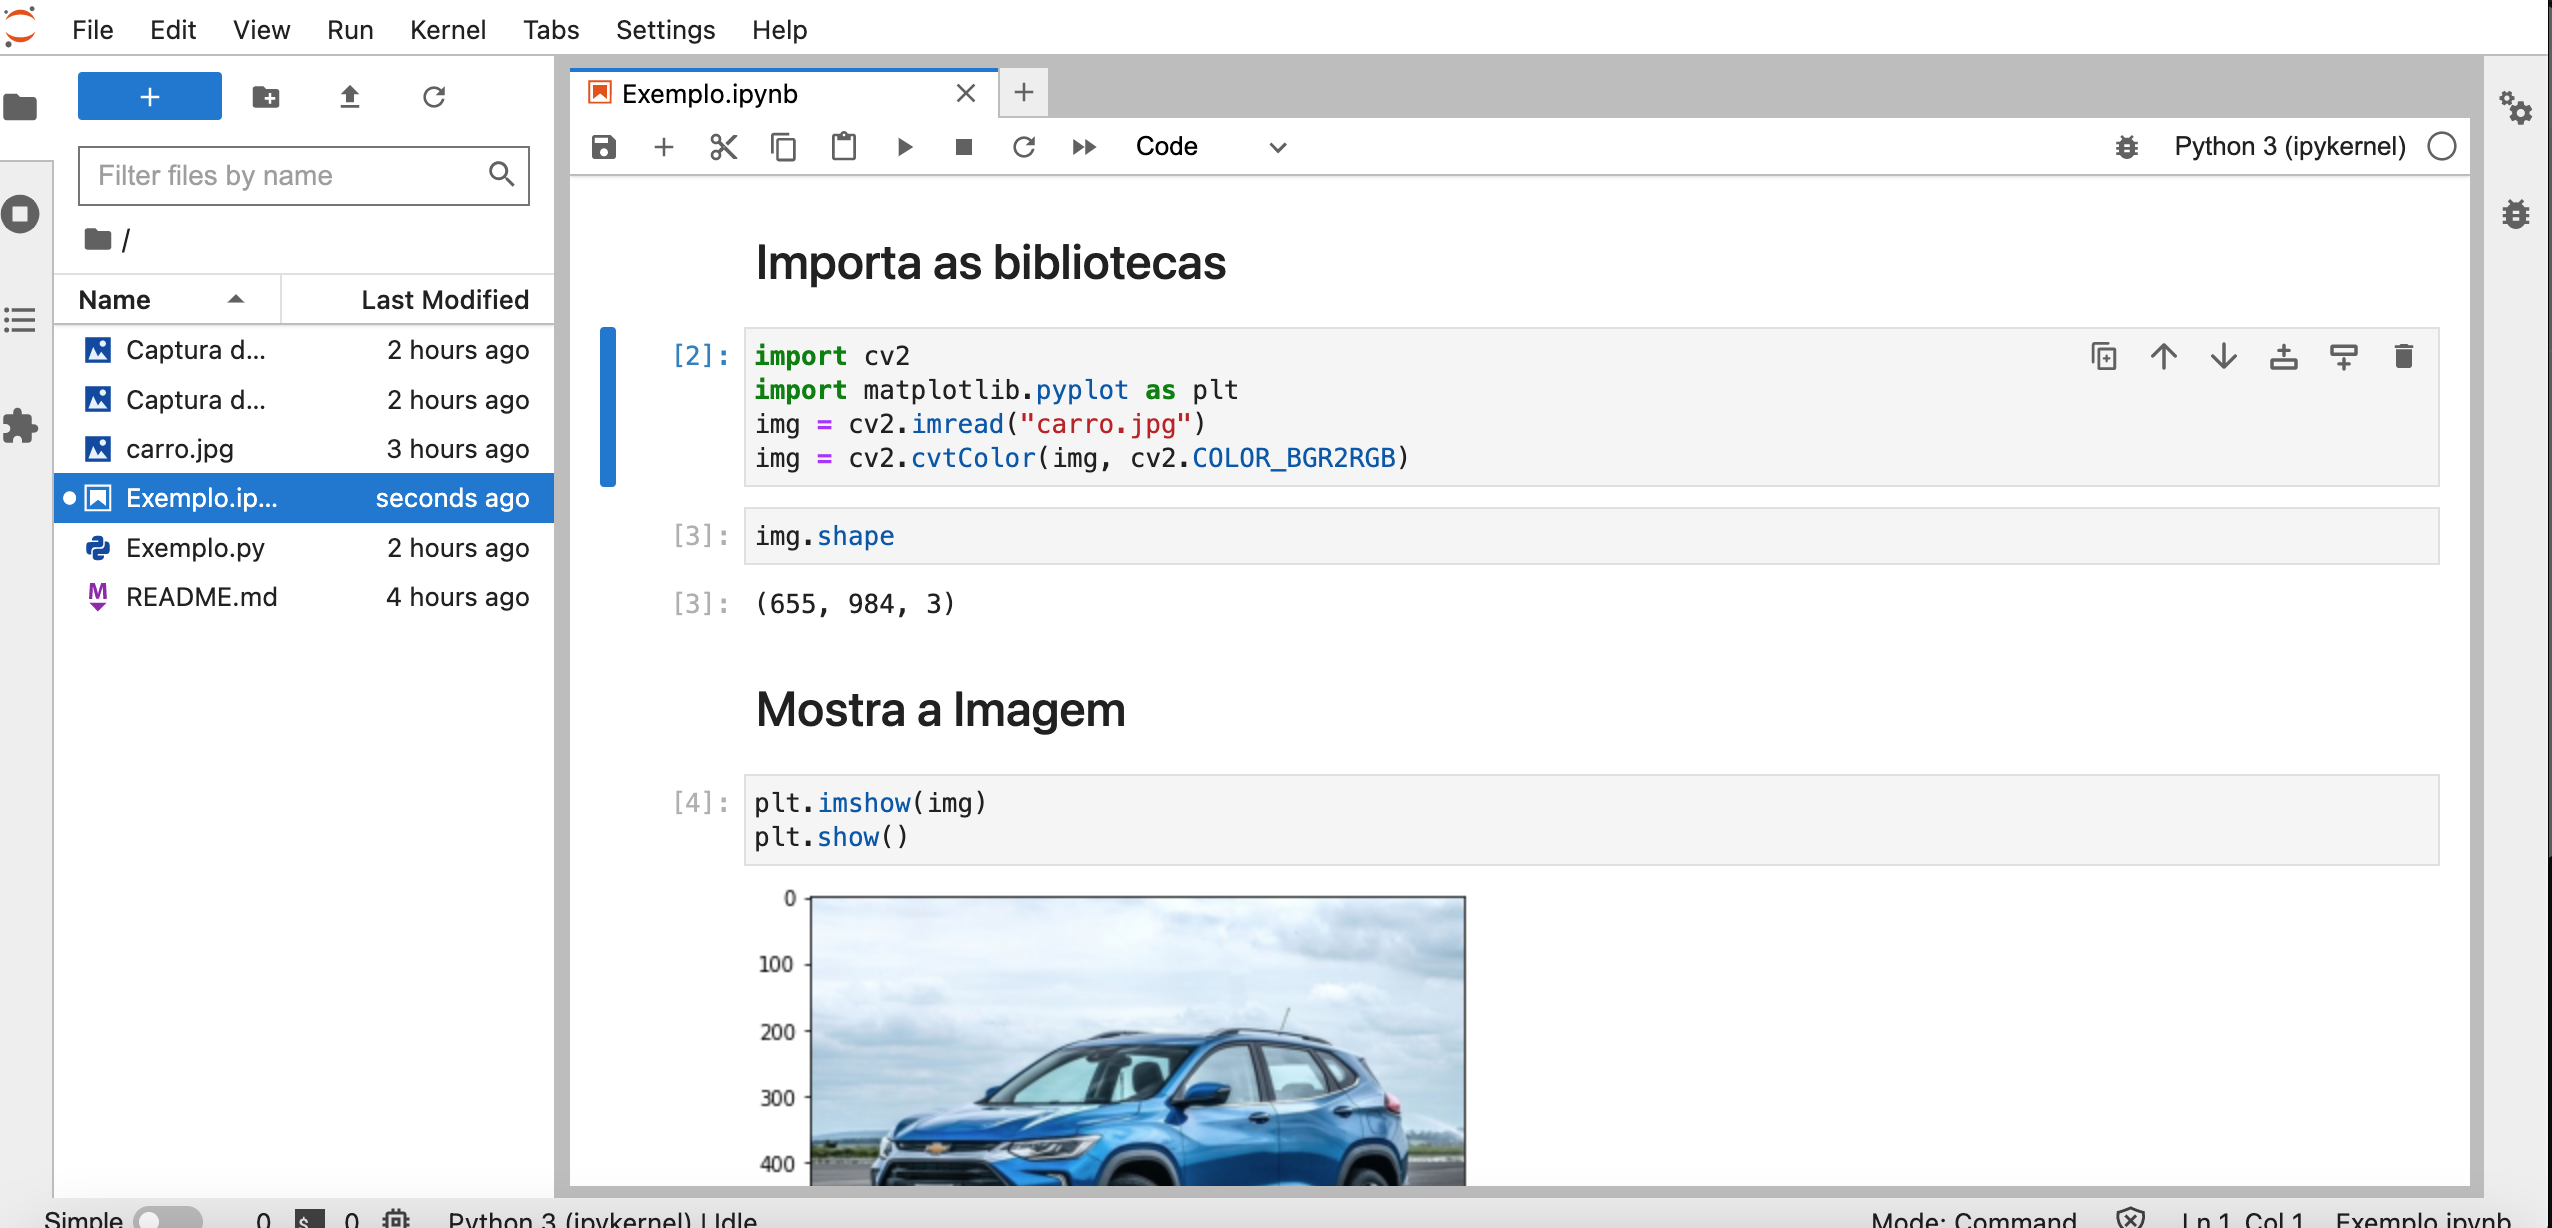 File Edit View Run Kernel Tabs Settings Help
Filter files by name
/
Name Last Modified
Captura d... 2 hours ago
Captura d... 2 hours ago
carro.jpg 3 hours ago
Exemplo.ip... seconds ago
Exemplo.py 2 hours ago
README.md 4 hours ago
Exemplo.ipynb
Code
Python 3 (ipykernel)
Importa as bibliotecas
[2]: import cv2
import matplotlib.pyplot as plt
img = cv2.imread("carro.jpg")
img = cv2.cvtColor(img, cv2.COLOR_BGR2RGB)
[3]: img.shape
[3]: (655, 984, 3)
Mostra a Imagem
[4]: plt.imshow(img)
plt.show()
0
100
200
300
400
Simple 0 0 Python 3 (ipykernel) | Idle Mode: Command Ln 1, Col 1 Exemplo.ipynb